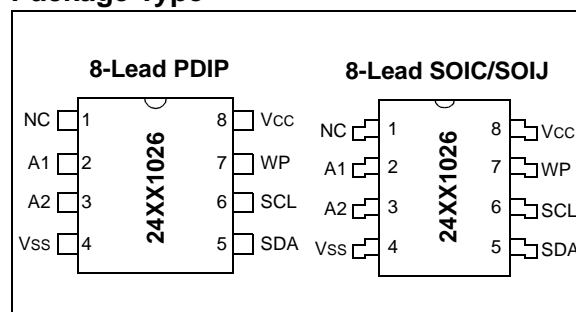 8-Lead PDIP
NC 1 8 Vcc
A1 2 7 WP
A2 3 6 SCL
Vss 4 5 SDA
24XX1026
8-Lead SOIC/SOIJ
NC 1 8 Vcc
A1 2 7 WP
A2 3 6 SCL
Vss 4 5 SDA
24XX1026